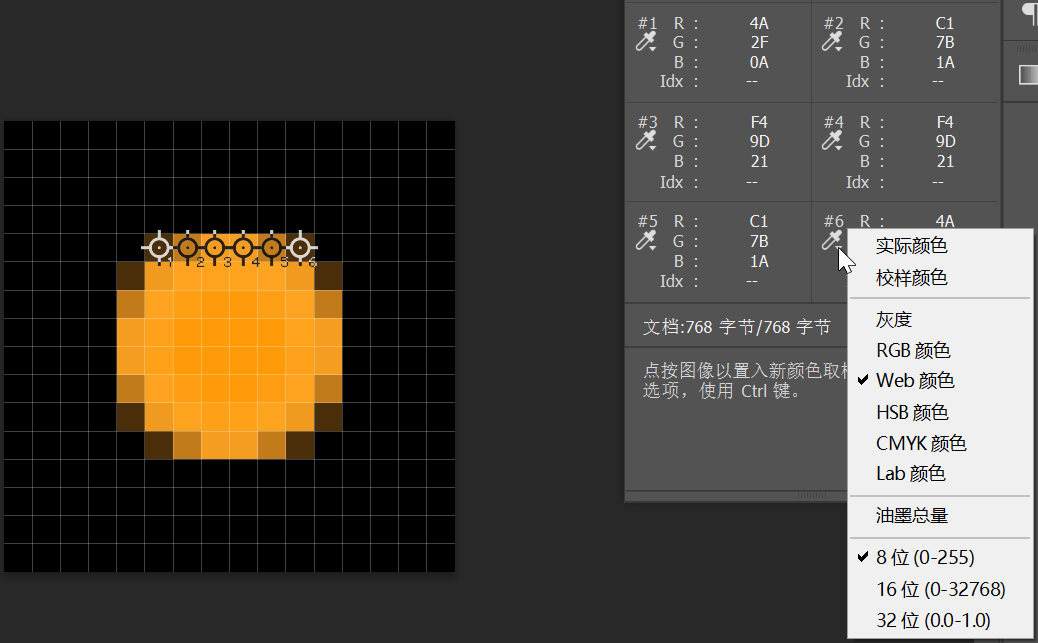 #1 R : 4A #2 R : C1
G : 2F G : 7B
B : 0A B : 1A
Idx : -- Idx : --
#3 R : F4 #4 R : F4
G : 9D G : 9D
B : 21 B : 21
Idx : -- Idx : --
#5 R : C1 #6 R : 4A
G : 7B
B : 1A
Idx : --
文档:768 字节/768 字节
点按图像以置入新颜色取
选项，使用 Ctrl 键。
实际颜色
校样颜色
灰度
RGB 颜色
Web 颜色
HSB 颜色
CMYK 颜色
Lab 颜色
油墨总量
8 位 (0-255)
16 位 (0-32768)
32 位 (0.0-1.0)
1 2 3 4 5 6